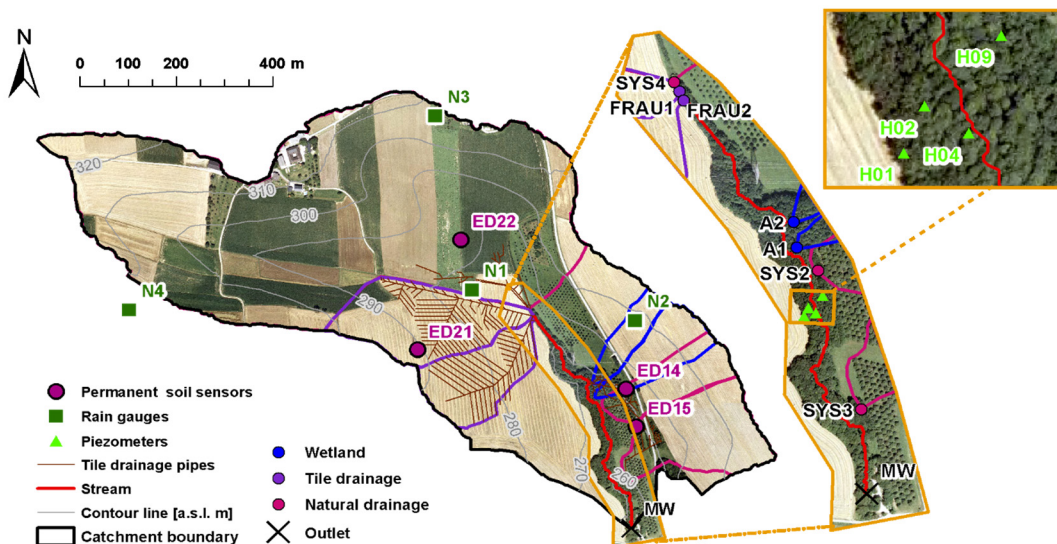 N
0 100 200 400 m
N3
320
310
300
ED22
N4
N1
290
N2
ED21
ED14
ED15
280
270
260
MW
SYS4
FRAU1
FRAU2
A2
A1
SYS2
SYS3
MW
H09
H02
H04
H01
Permanent soil sensors
Rain gauges
Piezometers
Tile drainage pipes
Stream
Contour line [a.s.l. m]
Catchment boundary
Wetland
Tile drainage
Natural drainage
Outlet